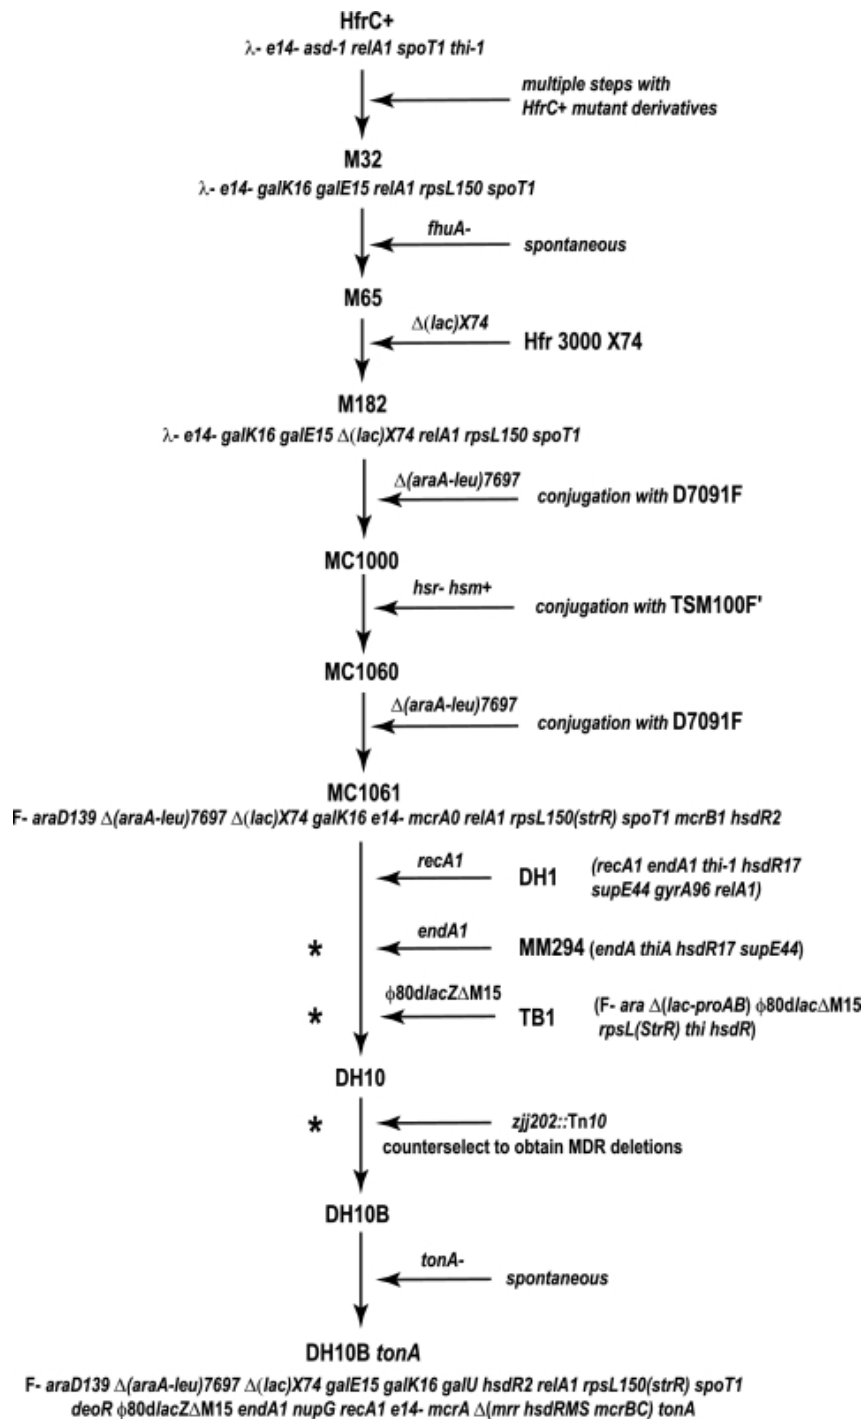 HfrC+
λ- e14- asd-1 relA1 spoT1 thi-1
multiple steps with
HfrC+ mutant derivatives
M32
λ- e14- galK16 galE15 relA1 rpsL150 spoT1
fhuA-
spontaneous
M65
Δ(lac)X74
Hfr 3000 X74
M182
λ- e14- galK16 galE15 Δ(lac)X74 relA1 rpsL150 spoT1
Δ(araA-leu)7697
conjugation with D7091F
MC1000
hsr- hsm+
conjugation with TSM100F'
MC1060
Δ(araA-leu)7697
conjugation with D7091F
MC1061
F- araD139 Δ(araA-leu)7697 Δ(lac)X74 galK16 e14- mcrA0 relA1 rpsL150(strR) spoT1 mcrB1 hsdR2
recA1
DH1 (recA1 endA1 thi-1 hsdR17
supE44 gyrA96 relA1)
endA1
* MM294 (endA thiA hsdR17 supE44)
ϕ80dlacZΔM15
* TB1 (F- ara Δ(lac-proAB) ϕ80dlacΔM15
rpsL(StrR) thi hsdR)
DH10
* zjj202::Tn10
counterselect to obtain MDR deletions
DH10B
tonA-
spontaneous
DH10B tonA
F- araD139 Δ(araA-leu)7697 Δ(lac)X74 galE15 galK16 galU hsdR2 relA1 rpsL150(strR) spoT1
deoR ϕ80dlacZΔM15 endA1 nupG recA1 e14- mcrA Δ(mrr hsdRMS mcrBC) tonA